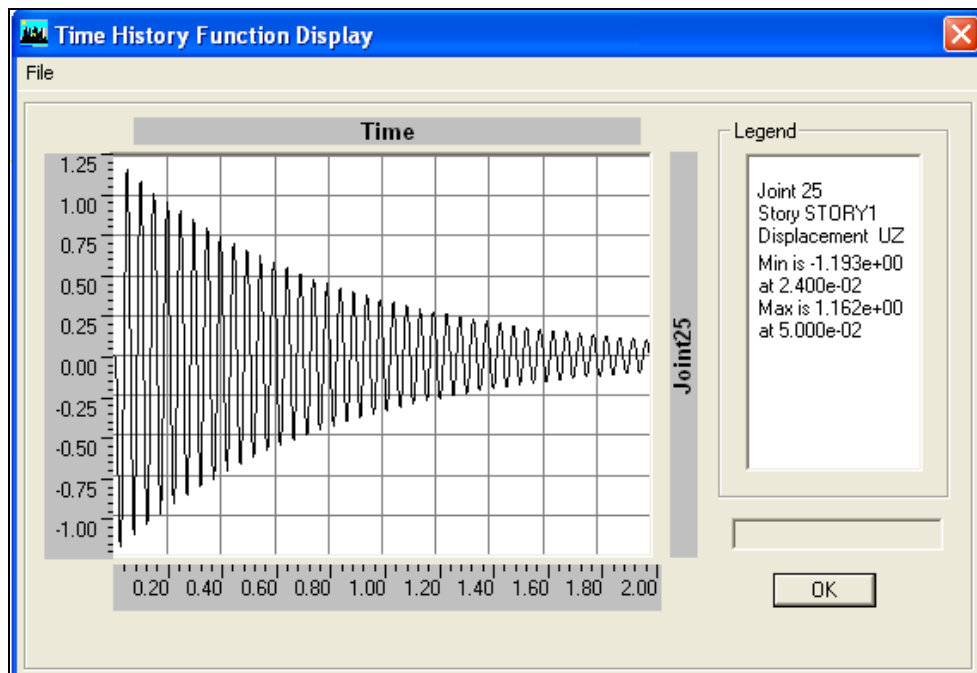 Time History Function Display
File
Time
1.25
1.00
0.75
0.50
0.25
0.00
-0.25
-0.50
-0.75
-1.00
0.20 0.40 0.60 0.80 1.00 1.20 1.40 1.60 1.80 2.00
Joint25
Legend
Joint 25
Story STORY1
Displacement UZ
Min is -1.193e+00
at 2.400e-02
Max is 1.162e+00
at 5.000e-02
OK